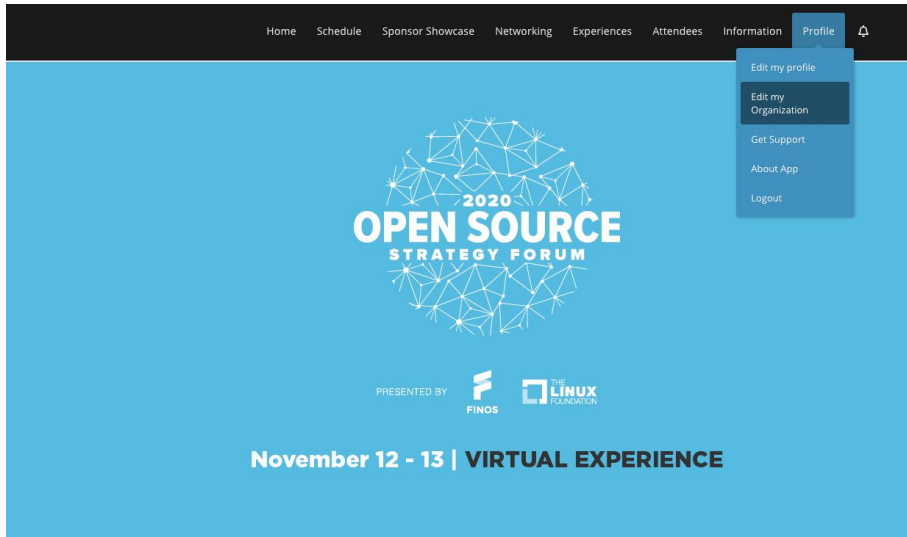 Home Schedule Sponsor Showcase Networking Experiences Attendees Information Profile
Edit my profile
Edit my
Organization
Get Support
About App
Logout
2020
OPEN SOURCE
STRATEGY FORUM
PRESENTED BY
FINOS
THE
LINUX
FOUNDATION
November 12 - 13 | VIRTUAL EXPERIENCE